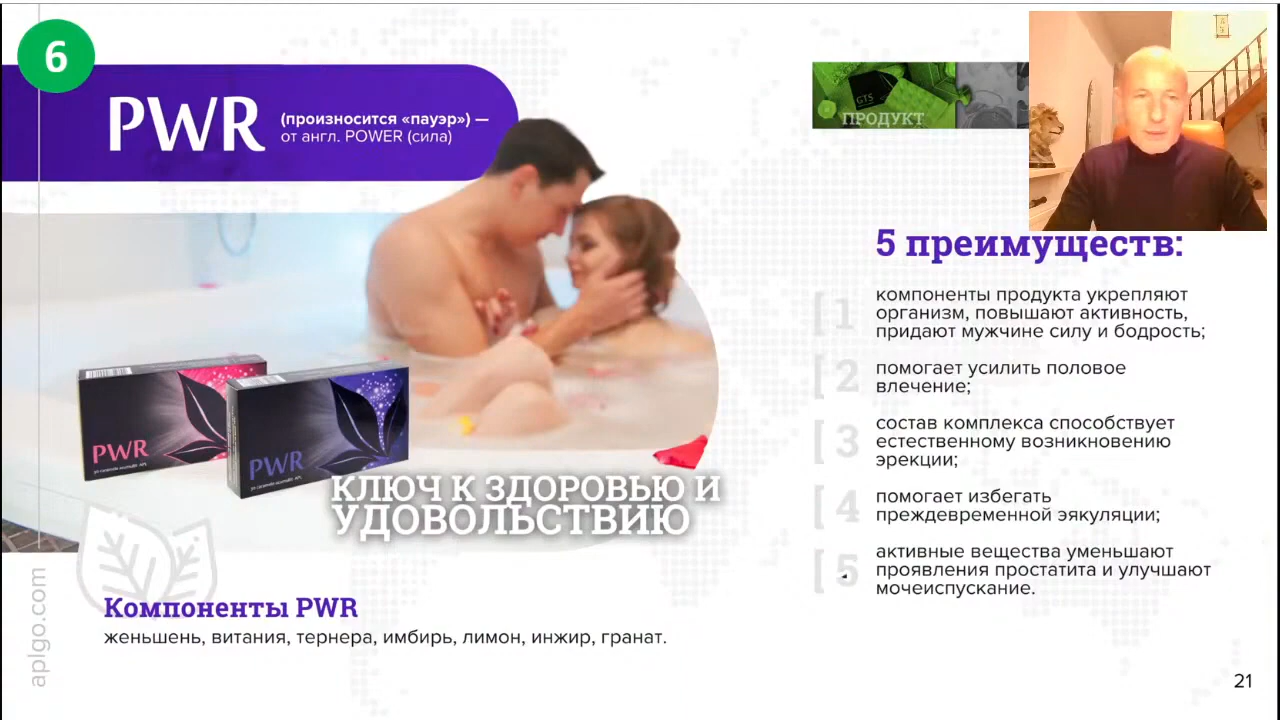 6
PWR
(произносится «пауэр») —
от англ. POWER (сила)
GTS
ПРОДУКТ
5 преимуществ:
[1
компоненты продукта укрепляют
организм, повышают активность,
придают мужчине силу и бодрость;
[2
помогает усилить половое
влечение;
[3
состав комплекса способствует
естественному возникновению
эрекции;
[4
помогает избегать
преждевременной эякуляции;
[5
активные вещества уменьшают
проявления простатита и улучшают
мочеиспускание.
PWR
PWR
КЛЮЧ К ЗДОРОВЬЮ И
УДОВОЛЬСТВИЮ
Компоненты PWR
женьшень, витания, тернера, имбирь, лимон, инжир, гранат.
aplgo.com
21